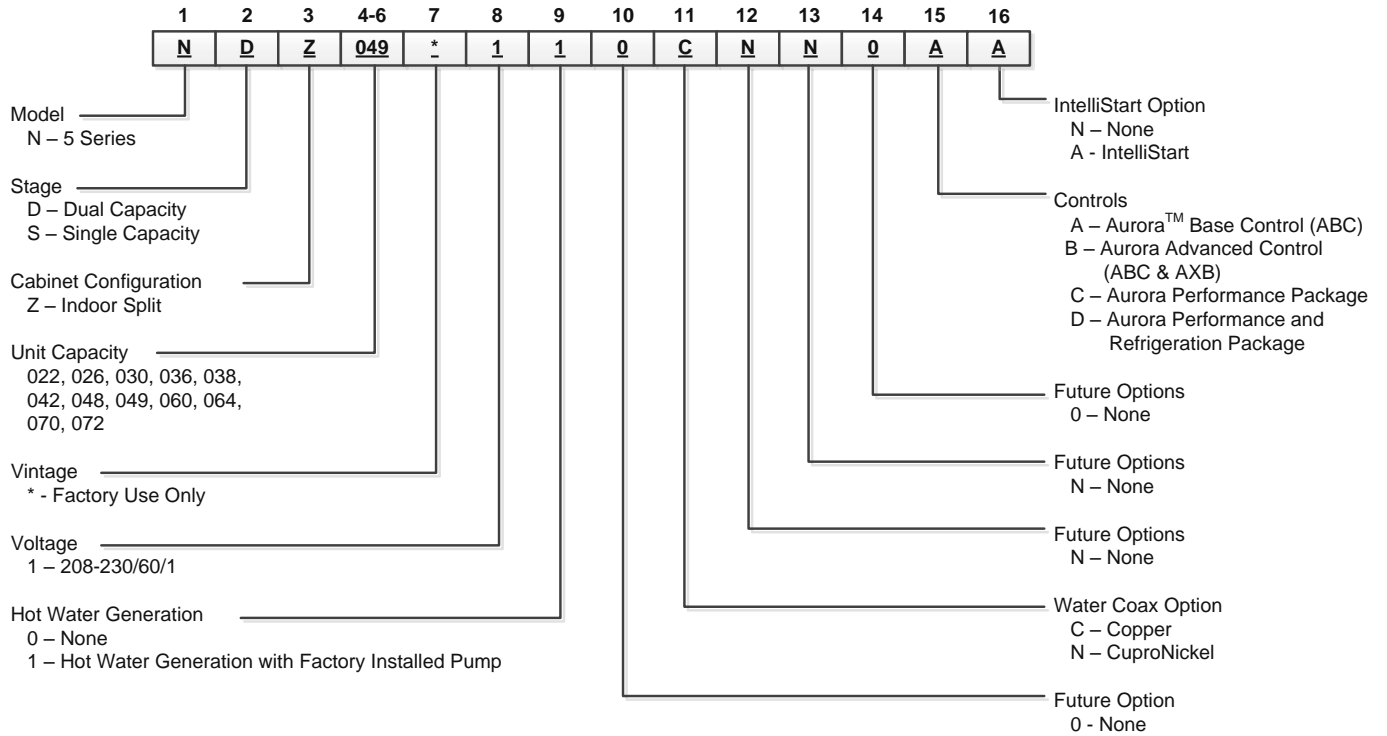 1 2 3 4-6 7 8 9 10 11 12 13 14 15 16
N D Z 049 * 1 1 0 C N N 0 A A
Model
N – 5 Series
Stage
D – Dual Capacity
S – Single Capacity
Cabinet Configuration
Z – Indoor Split
Unit Capacity
022, 026, 030, 036, 038,
042, 048, 049, 060, 064,
070, 072
Vintage
* - Factory Use Only
Voltage
1 – 208-230/60/1
Hot Water Generation
0 – None
1 – Hot Water Generation with Factory Installed Pump
IntelliStart Option
N – None
A - IntelliStart
Controls
A – Aurora™ Base Control (ABC)
B – Aurora Advanced Control
(ABC & AXB)
C – Aurora Performance Package
D – Aurora Performance and
Refrigeration Package
Future Options
0 – None
Future Options
N – None
Future Options
N – None
Water Coax Option
C – Copper
N – CuproNickel
Future Option
0 - None